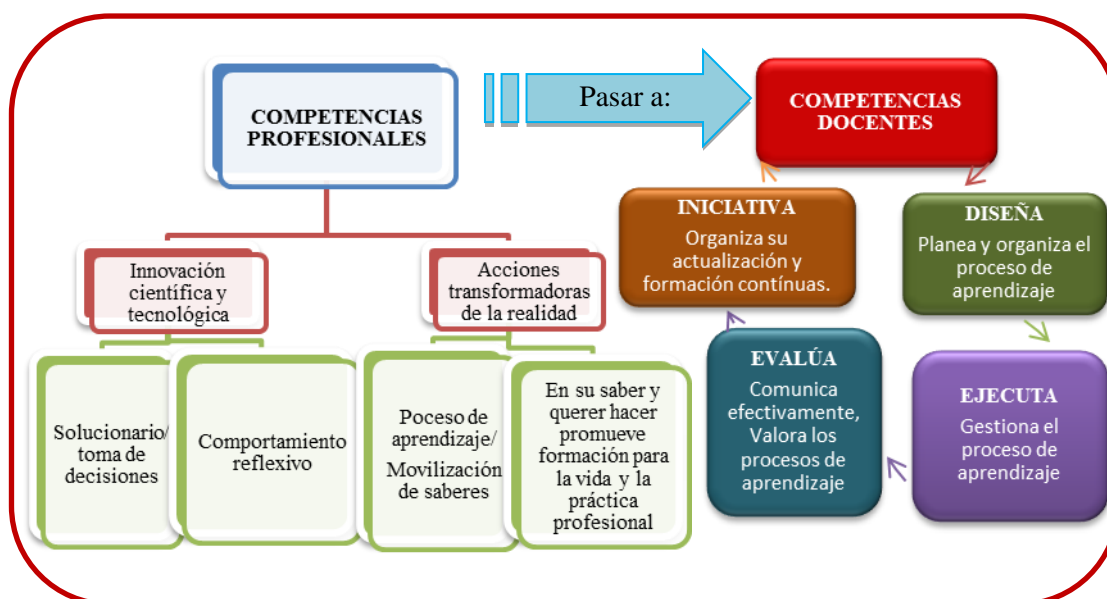 COMPETENCIAS
PROFESIONALES
Innovación
científica y
tecnológica
Acciones
transformadoras
de la realidad
Solucionario/
toma de
decisiones
Comportamiento
reflexivo
Poceso de
aprendizaje/
Movilización
de saberes
En su saber y
querer hacer
promueve
formación para
la vida y la
práctica
profesional
Pasar a:
COMPETENCIAS
DOCENTES
DISEÑA
Planea y organiza el
proceso de
aprendizaje
EJECUTA
Gestiona el
proceso de
aprendizaje
EVALÚA
Comunica
efectivamente,
Valora los
procesos de
aprendizaje
INICIATIVA
Organiza su
actualización y
formación contínuas.